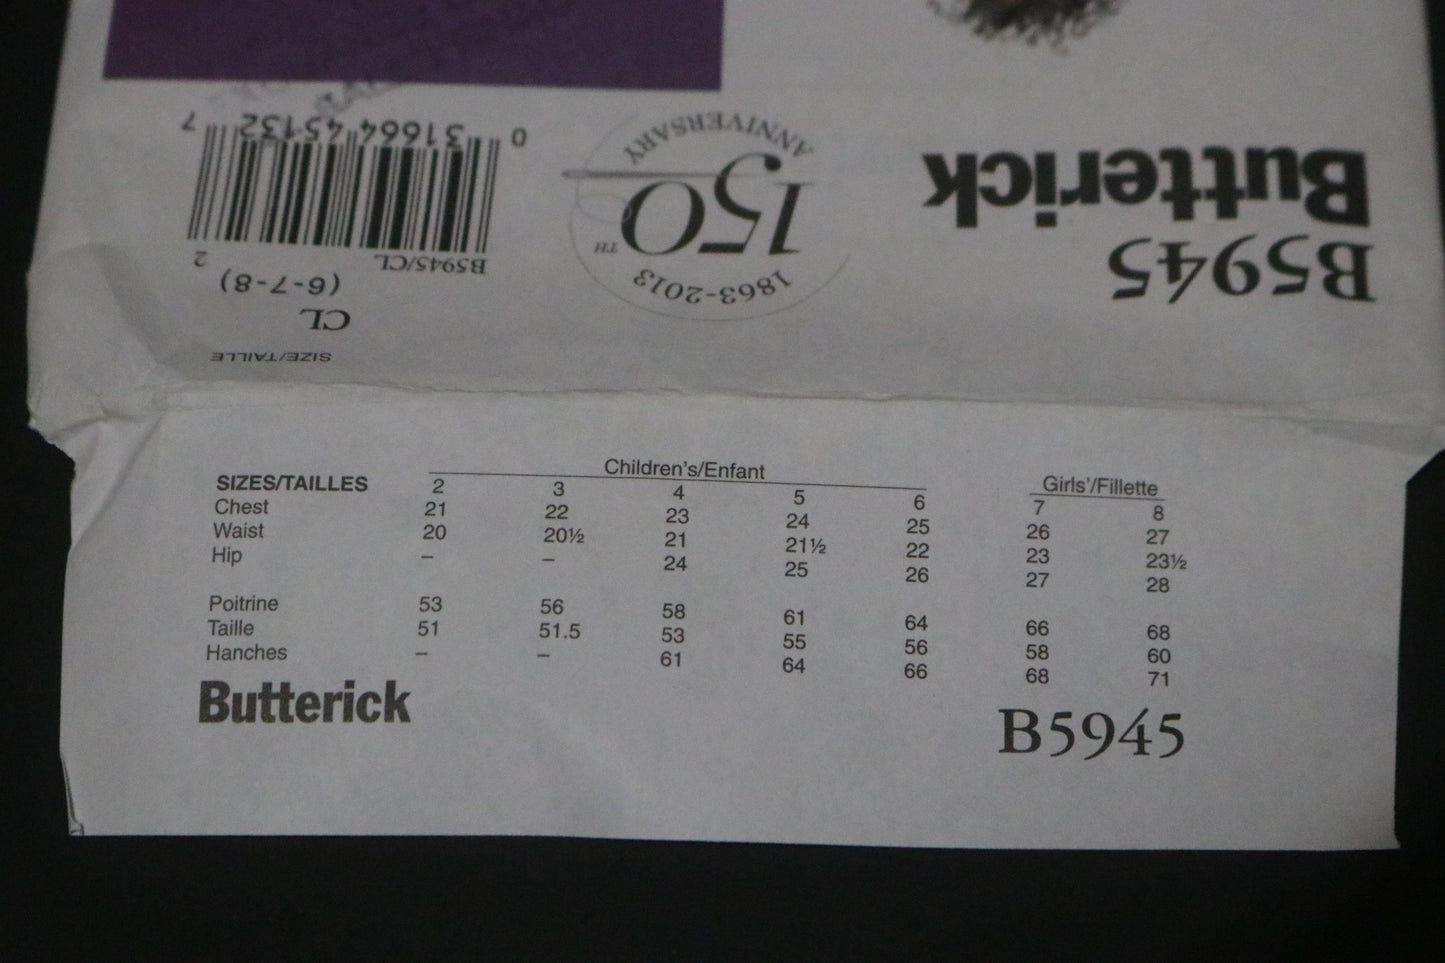 Butterick
B5945
150
TH
ANNIVERSARY
1863-2013
0 31664 45132 7
B5945/CL
2
(6-7-8)
CL
SIZE/TAILLE
Children's/Enfant Girls'/Fillette
SIZES/TAILLES 2 3 4 5 6 7 8
Chest 21 22 23 24 25 26 27
Waist 20 20½ 21 21½ 22 23 23½
Hip – – 24 25 26 27 28
Poitrine 53 56 58 61 64 66 68
Taille 51 51.5 53 55 56 58 60
Hanches – – 61 64 66 68 71
Butterick B5945